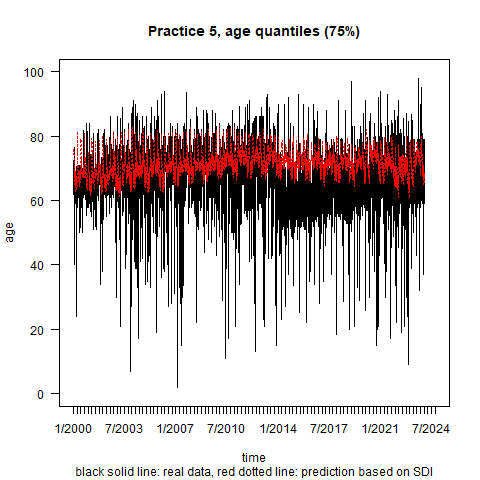 Practice 5, age quantiles (75%)
age
100
80
60
40
20
0
1/2000 7/2003 1/2007 7/2010 1/2014 7/2017 1/2021 7/2024
time
black solid line: real data, red dotted line: prediction based on SDI